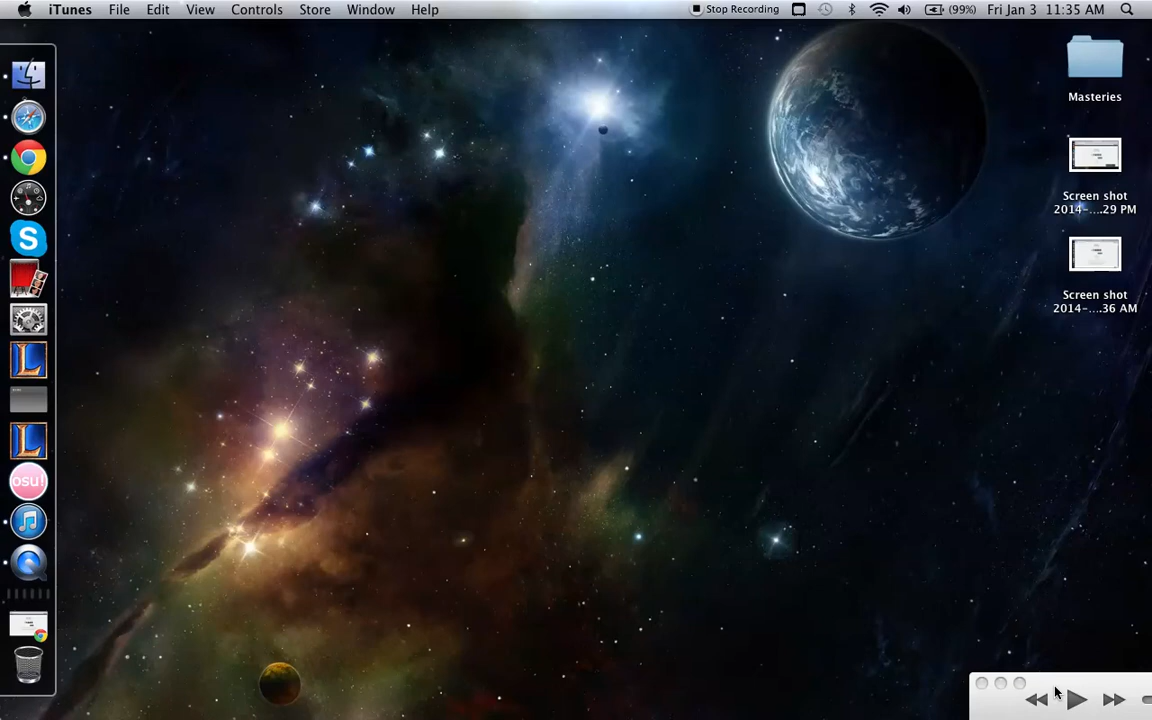 iTunes File Edit View Controls Store Window Help Stop Recording (99%) Fri Jan 3 11:35 AM
Masteries
Screen shot
2014-....29 PM
Screen shot
2014-....36 AM
S
L
L
osu!